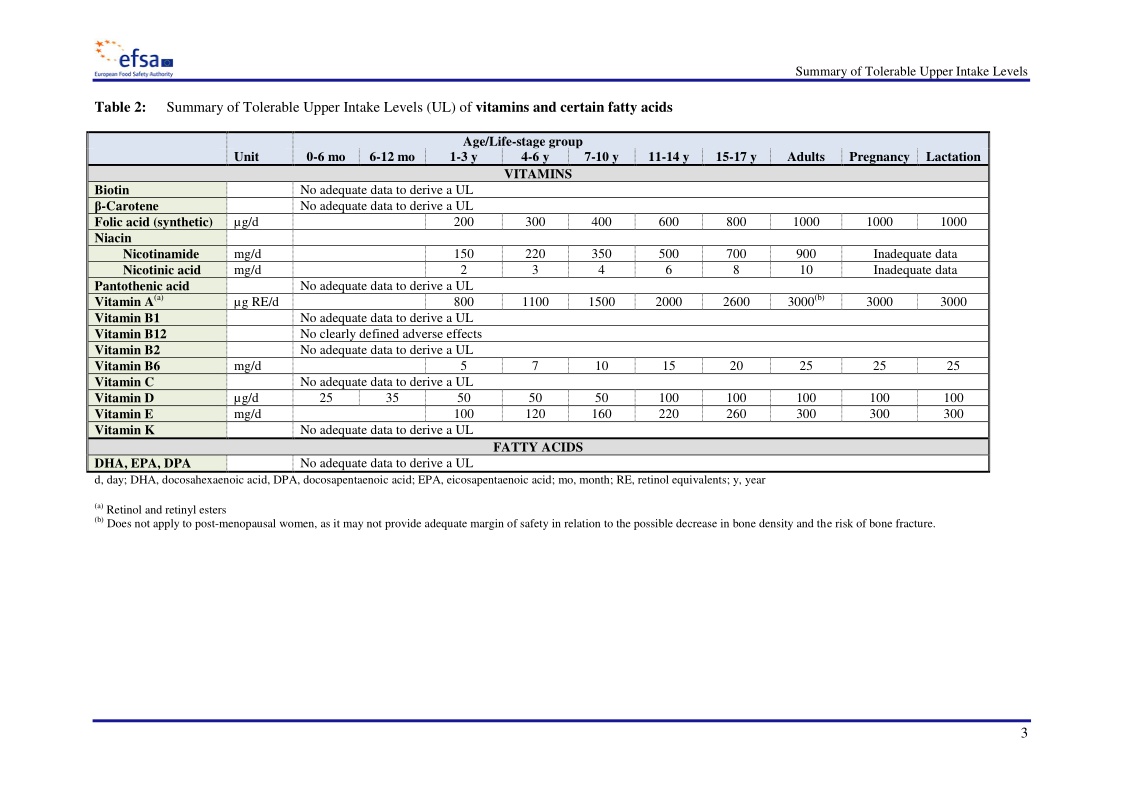 efsa
European Food Safety Authority
Summary of Tolerable Upper Intake Levels
Table 2: Summary of Tolerable Upper Intake Levels (UL) of vitamins and certain fatty acids
Age/Life-stage group
Unit 0-6 mo 6-12 mo 1-3 y 4-6 y 7-10 y 11-14 y 15-17 y Adults Pregnancy Lactation
VITAMINS
Biotin No adequate data to derive a UL
β-Carotene No adequate data to derive a UL
Folic acid (synthetic) µg/d 200 300 400 600 800 1000 1000 1000
Niacin
Nicotinamide mg/d 150 220 350 500 700 900 Inadequate data
Nicotinic acid mg/d 2 3 4 6 8 10 Inadequate data
Pantothenic acid No adequate data to derive a UL
Vitamin A(a) µg RE/d 800 1100 1500 2000 2600 3000(b) 3000 3000
Vitamin B1 No adequate data to derive a UL
Vitamin B12 No clearly defined adverse effects
Vitamin B2 No adequate data to derive a UL
Vitamin B6 mg/d 5 7 10 15 20 25 25 25
Vitamin C No adequate data to derive a UL
Vitamin D µg/d 25 35 50 50 50 100 100 100 100 100
Vitamin E mg/d 100 120 160 220 260 300 300 300
Vitamin K No adequate data to derive a UL
FATTY ACIDS
DHA, EPA, DPA No adequate data to derive a UL
d, day; DHA, docosahexaenoic acid, DPA, docosapentaenoic acid; EPA, eicosapentaenoic acid; mo, month; RE, retinol equivalents; y, year
(a) Retinol and retinyl esters
(b) Does not apply to post-menopausal women, as it may not provide adequate margin of safety in relation to the possible decrease in bone density and the risk of bone fracture.
3